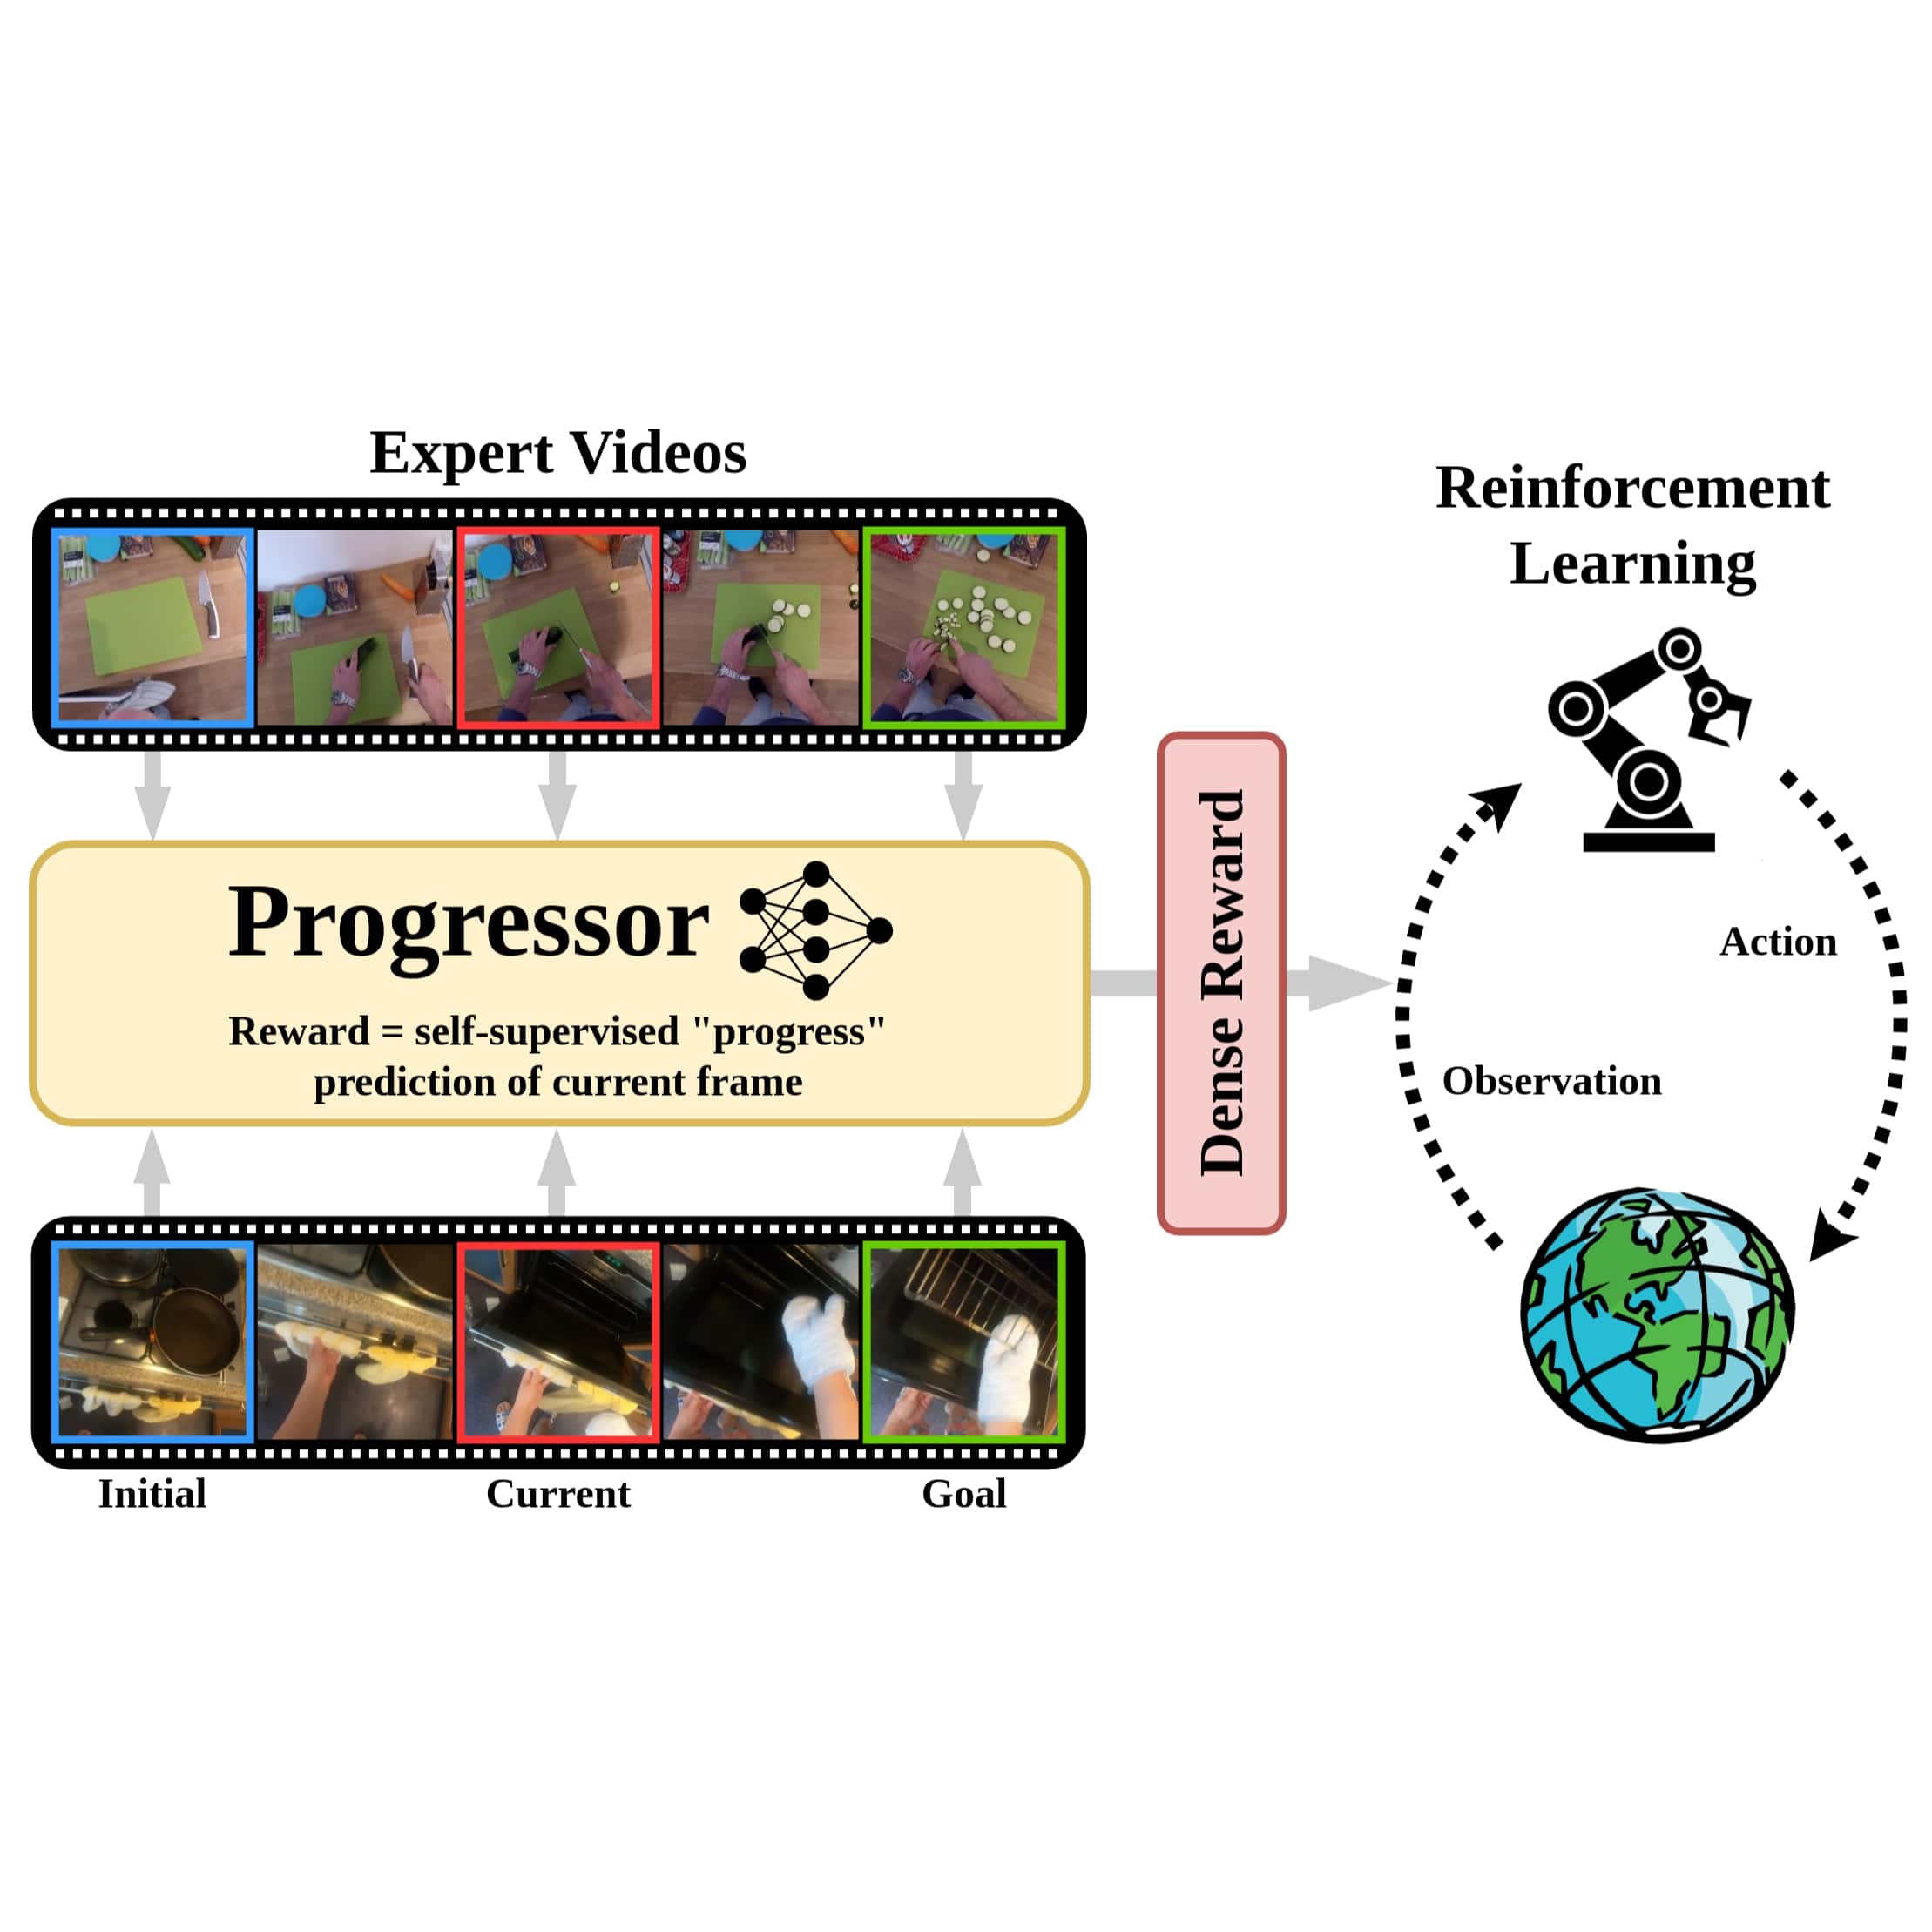 Expert Videos
Progressor
Reward = self-supervised "progress"
prediction of current frame
Initial
Current
Goal
Dense Reward
Reinforcement
Learning
Action
Observation